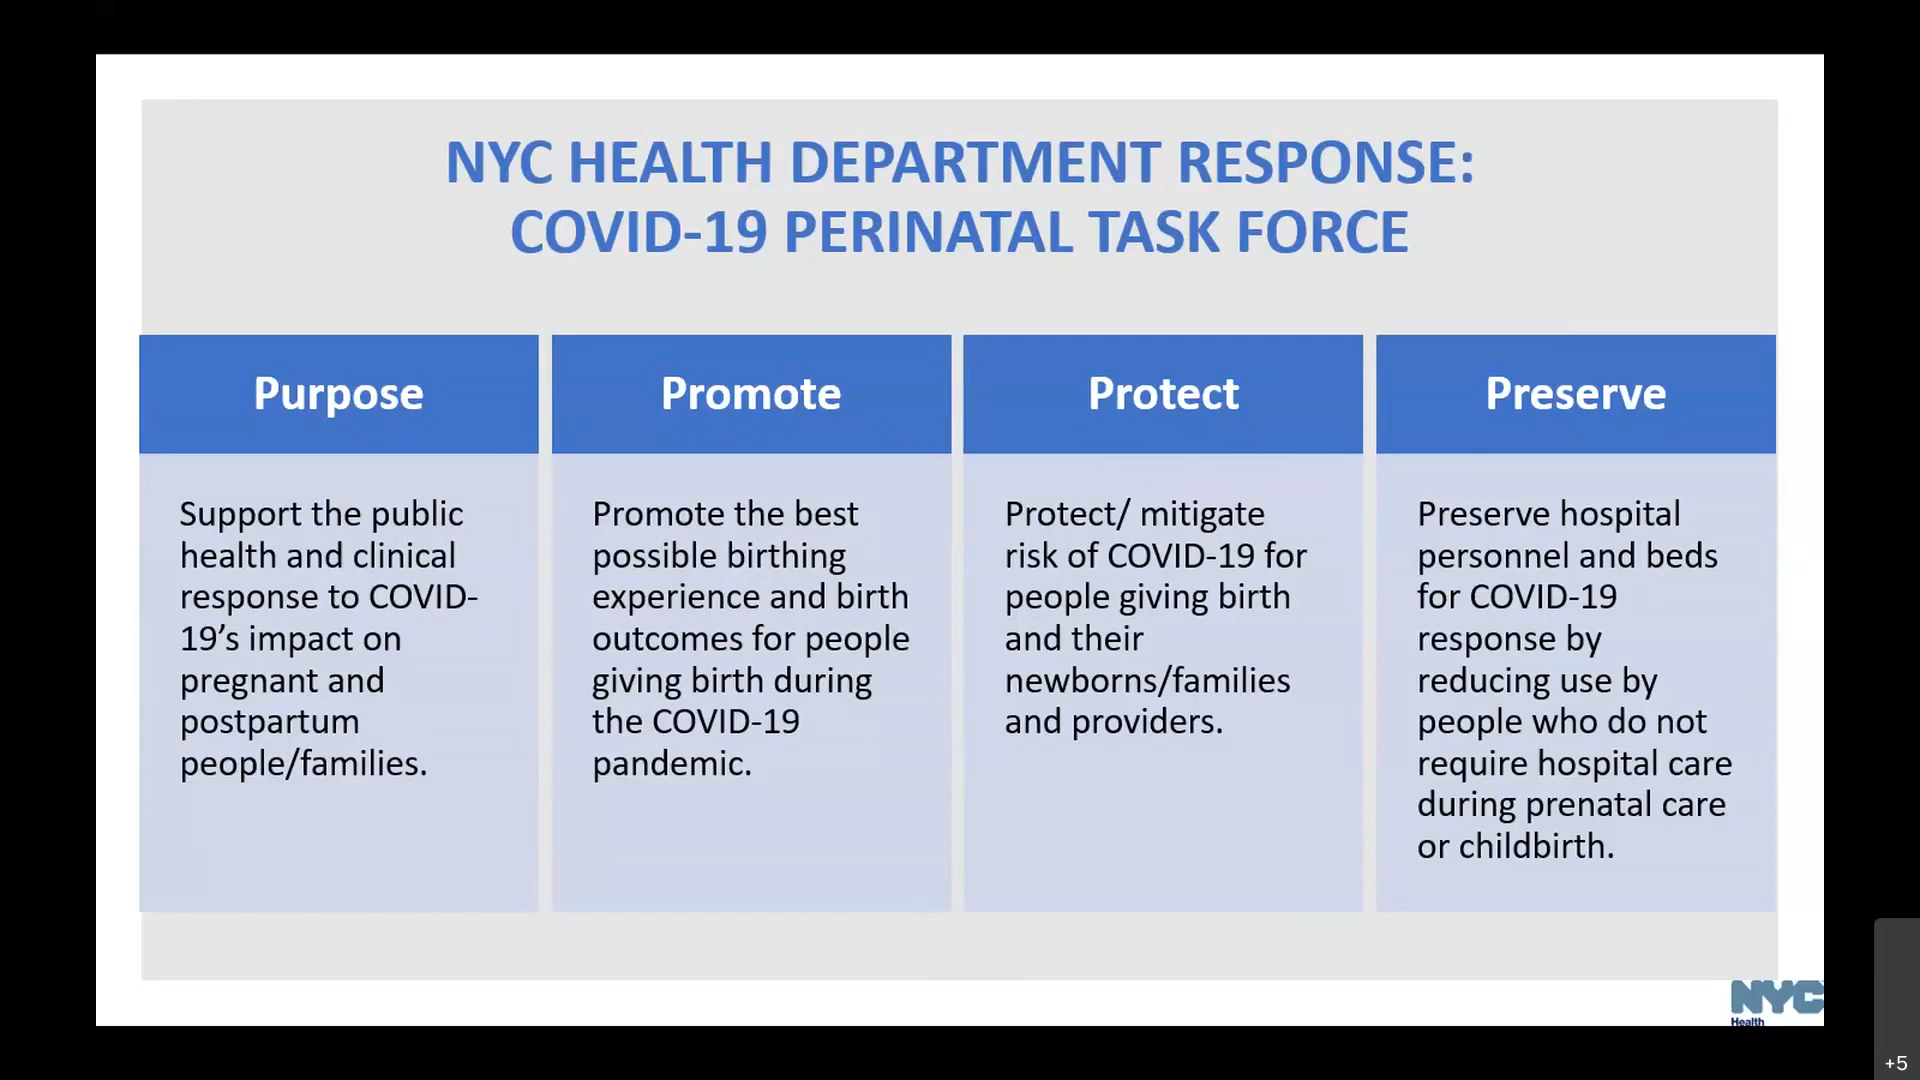 NYC HEALTH DEPARTMENT RESPONSE:
COVID-19 PERINATAL TASK FORCE
Purpose
Support the public
health and clinical
response to COVID-
19’s impact on
pregnant and
postpartum
people/families.
Promote
Promote the best
possible birthing
experience and birth
outcomes for people
giving birth during
the COVID-19
pandemic.
Protect
Protect/ mitigate
risk of COVID-19 for
people giving birth
and their
newborns/families
and providers.
Preserve
Preserve hospital
personnel and beds
for COVID-19
response by
reducing use by
people who do not
require hospital care
during prenatal care
or childbirth.
NYC
Health
+5